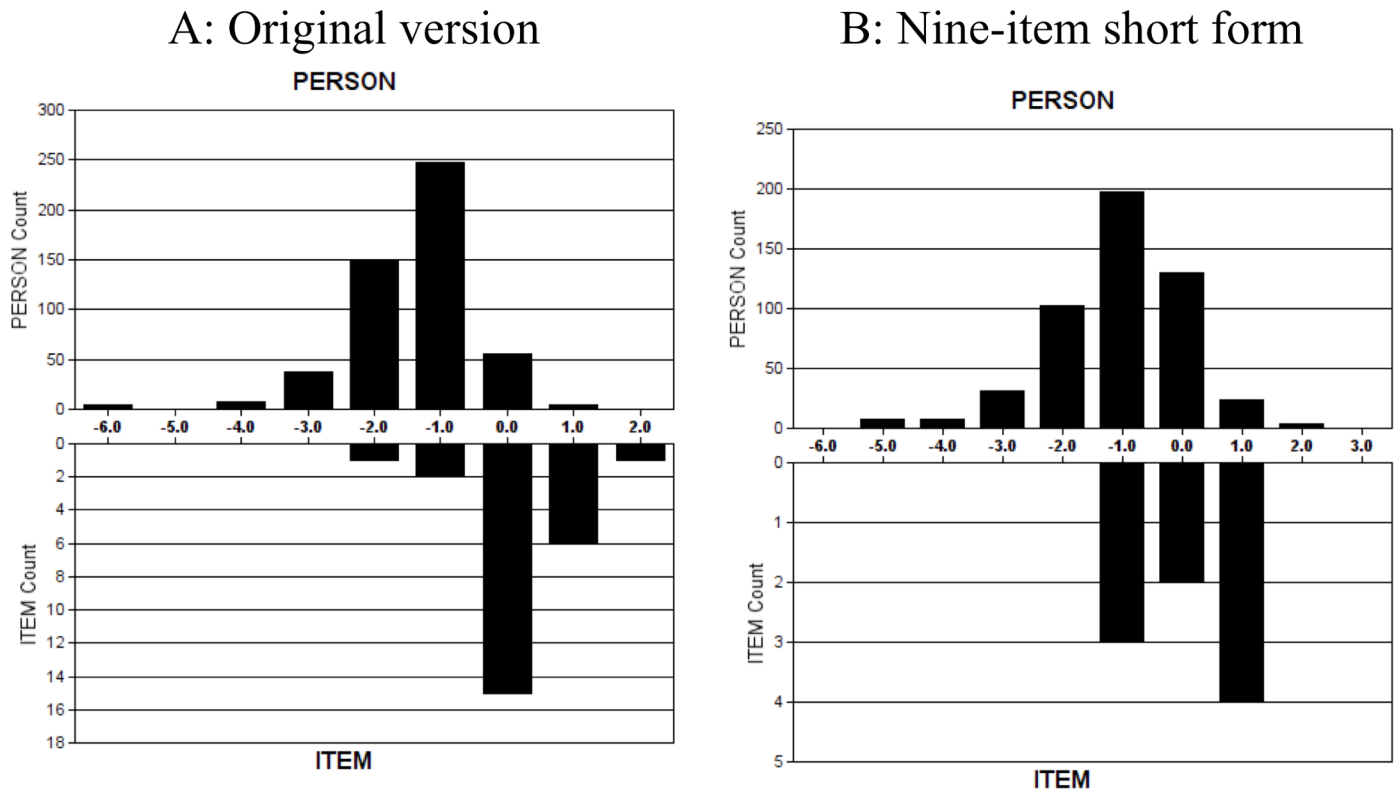 A: Original version
PERSON
300
250
200
150
100
50
0
PERSON Count
-6.0 -5.0 -4.0 -3.0 -2.0 -1.0 0.0 1.0 2.0
0
2
4
6
8
10
12
14
16
18
ITEM Count
ITEM
B: Nine-item short form
PERSON
250
200
150
100
50
0
PERSON Count
-6.0 -5.0 -4.0 -3.0 -2.0 -1.0 0.0 1.0 2.0 3.0
0
1
2
3
4
5
ITEM Count
ITEM